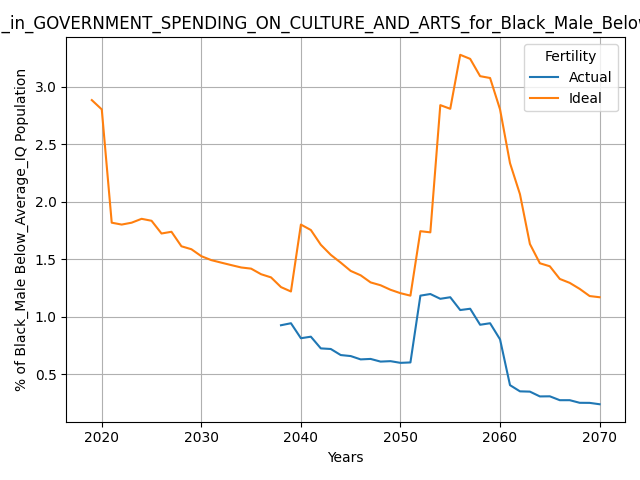 _in_GOVERNMENT_SPENDING_ON_CULTURE_AND_ARTS_for_Black_Male_Below
Fertility
Actual
Ideal
% of Black_Male Below_Average_IQ Population
3.0
2.5
2.0
1.5
1.0
0.5
2020 2030 2040 2050 2060 2070
Years